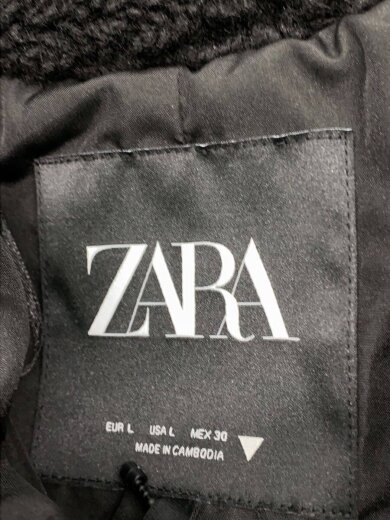 ZARA
EUR L USA L MEX 30
MADE IN CAMBODIA